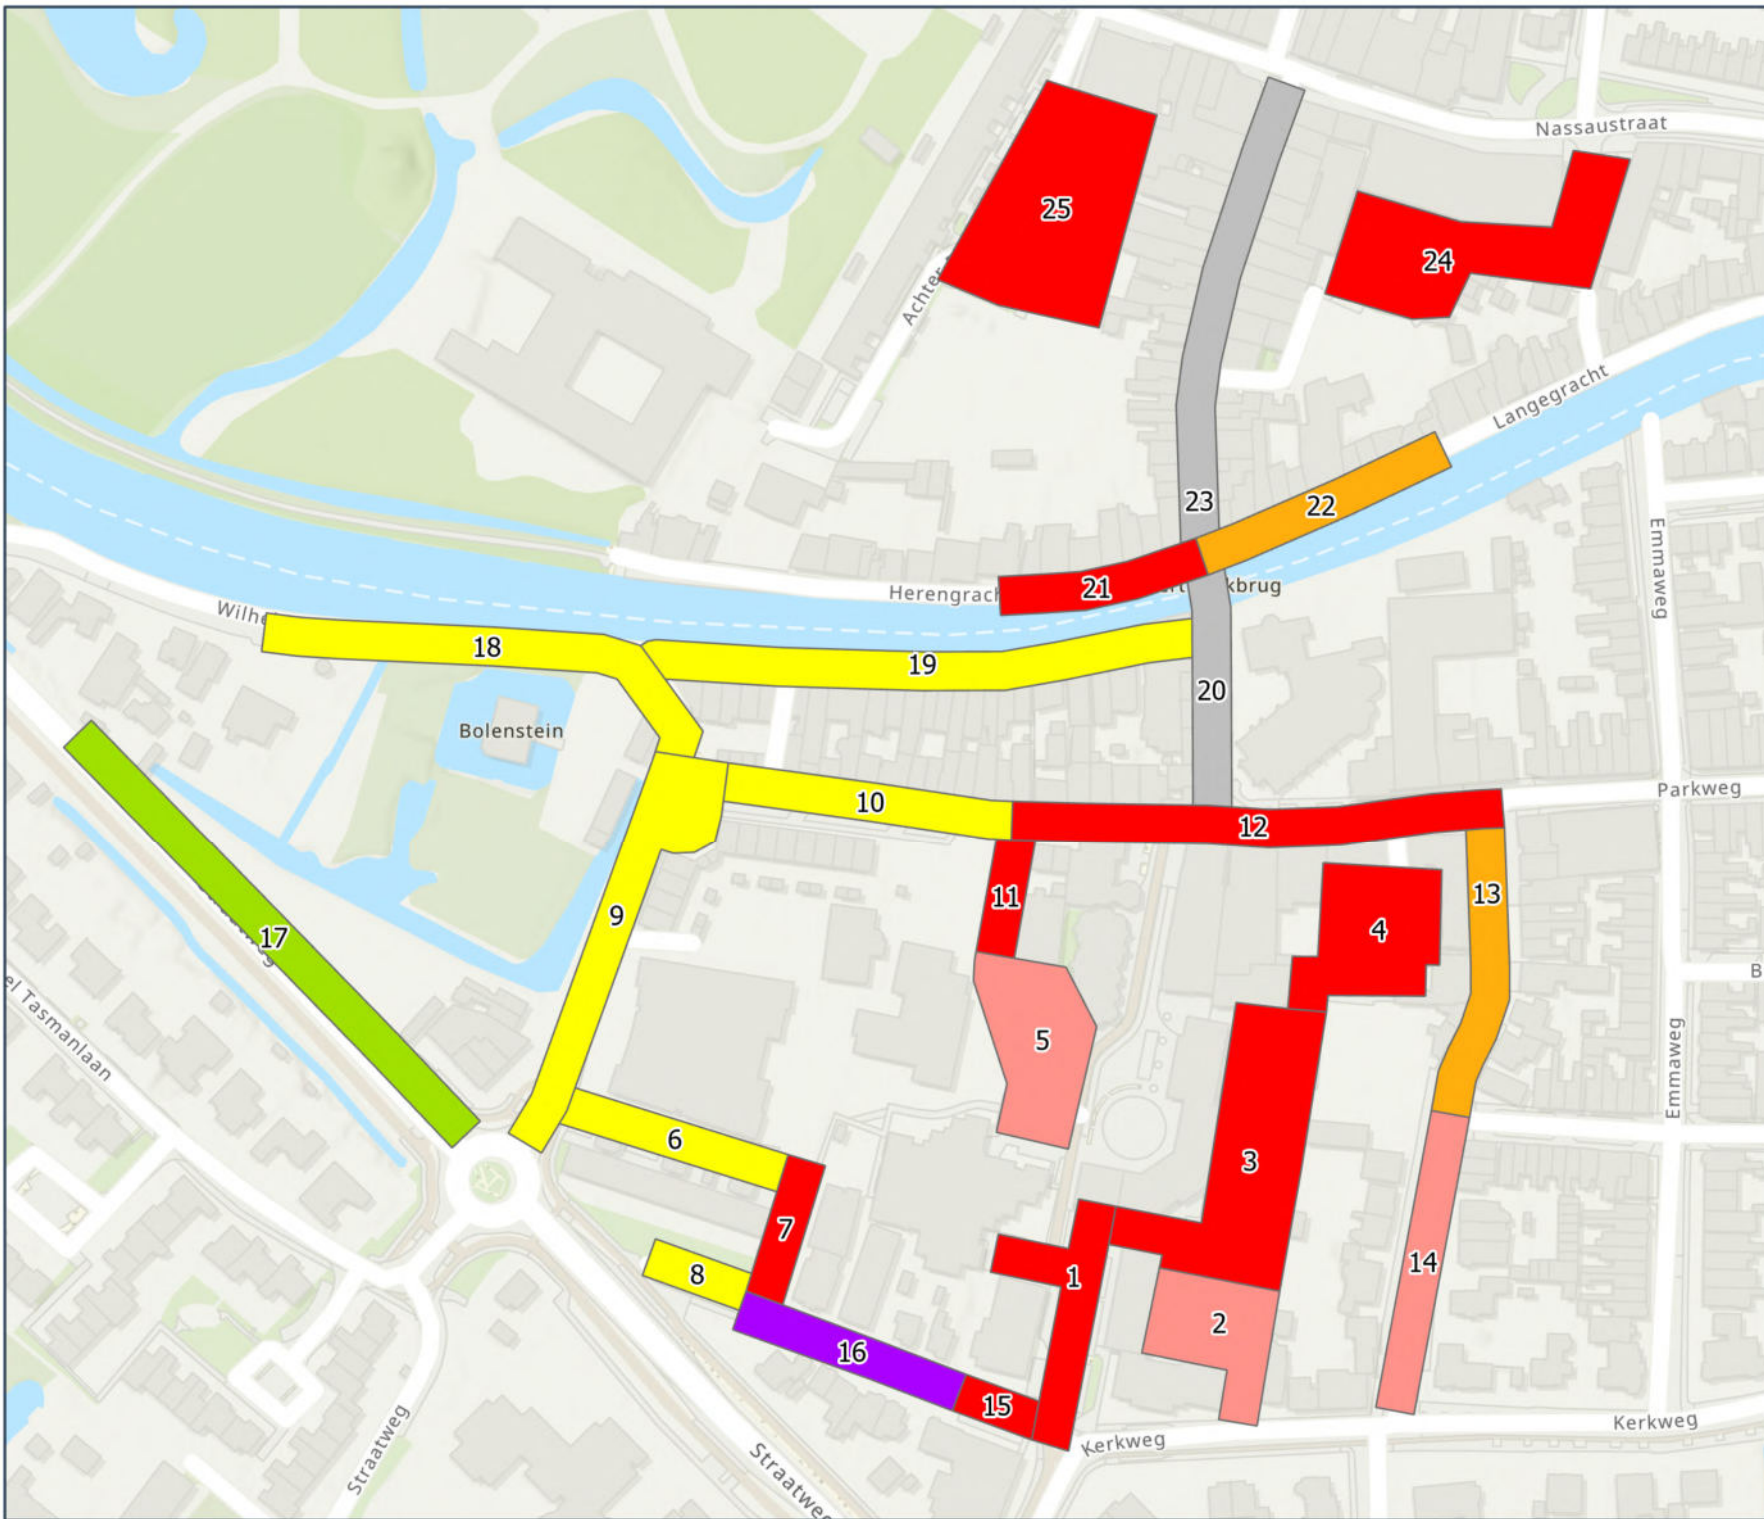 Nassaustraat
25
24
Achter
Langegracht
23
22
Emmaweg
Herengrach
21
kbrug
Wilhe
18
19
20
Bolenstein
Parkweg
10
12
13
11
9
4
17
B
el Tasmanlaan
5
Emmaweg
6
3
7
14
8
1
2
16
15
Straatweg
Kerkweg
Kerkweg
Straatweg